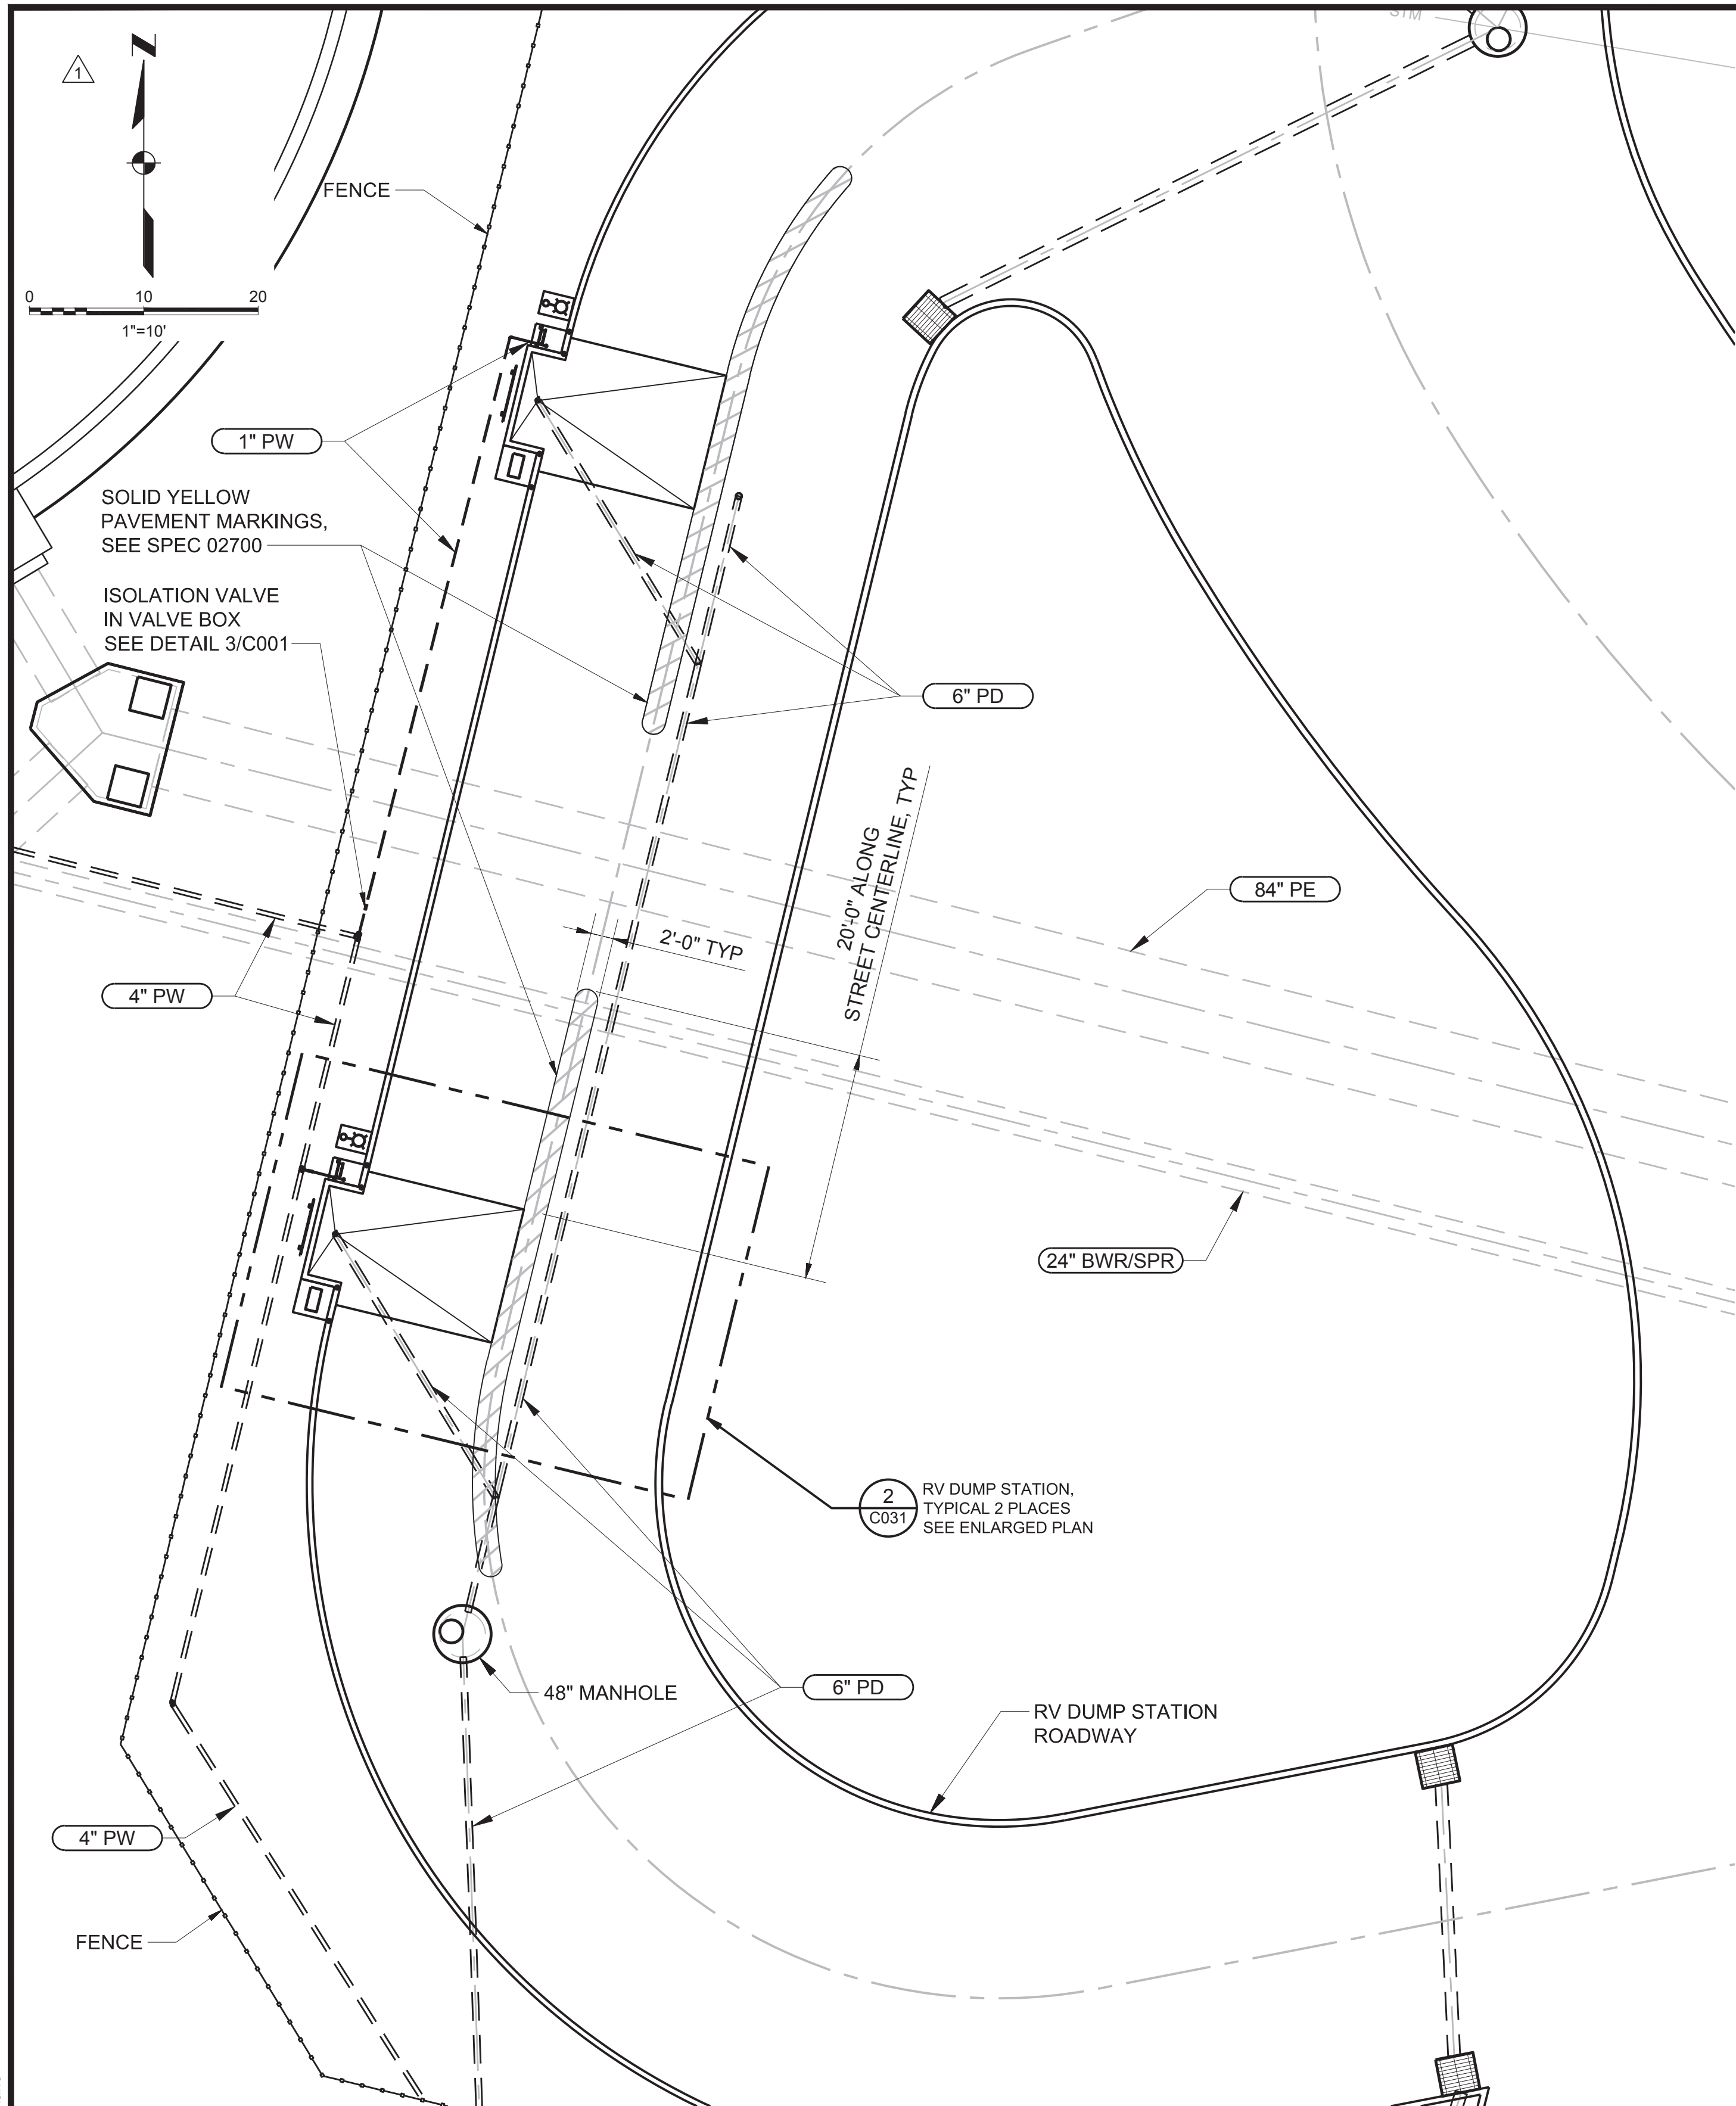 STM
N
1
FENCE
0 10 20
1"=10'
1" PW
SOLID YELLOW
PAVEMENT MARKINGS,
SEE SPEC 02700
ISOLATION VALVE
IN VALVE BOX
SEE DETAIL 3/C001
6" PD
20'-0" ALONG
STREET CENTERLINE, TYP
84" PE
2'-0" TYP
4" PW
24" BWR/SPR
2
C031
RV DUMP STATION,
TYPICAL 2 PLACES
SEE ENLARGED PLAN
48" MANHOLE
6" PD
RV DUMP STATION
ROADWAY
4" PW
FENCE